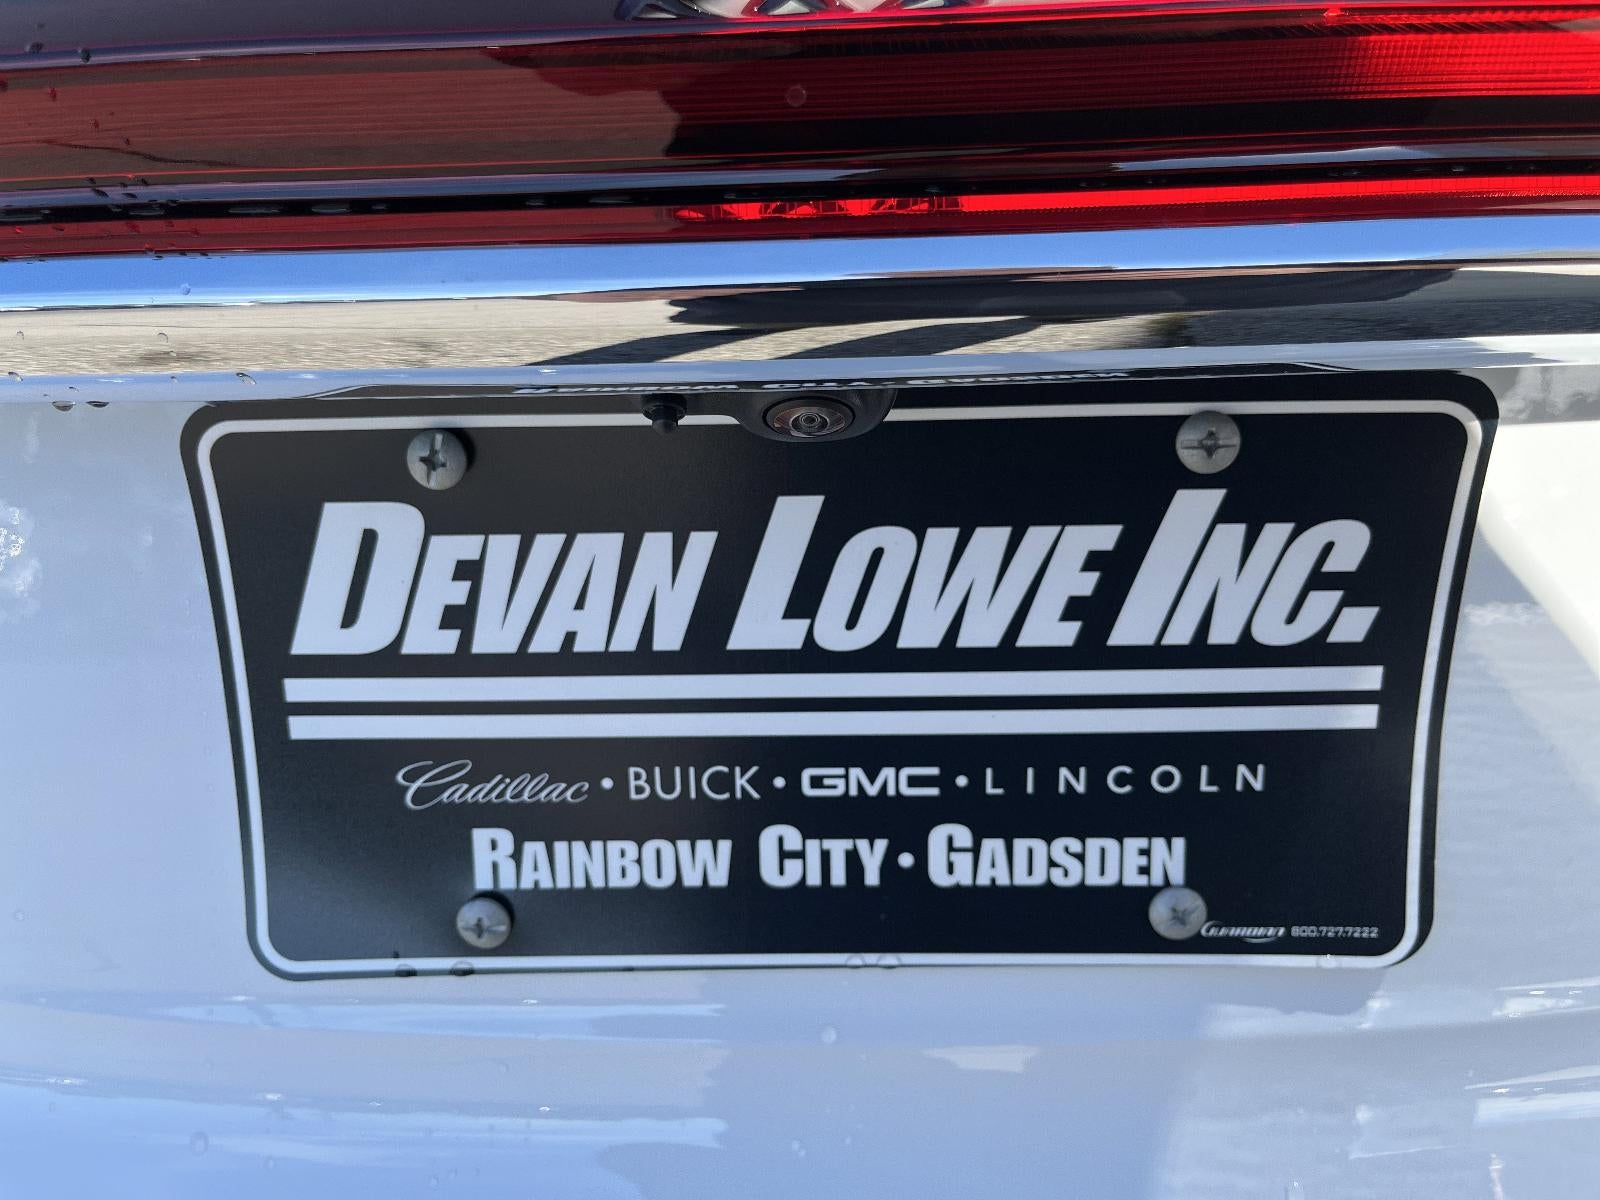 DEVAN LOWE INC.
Cadillac • BUICK • GMC • LINCOLN
RAINBOW CITY • GADSDEN
800.727.7222